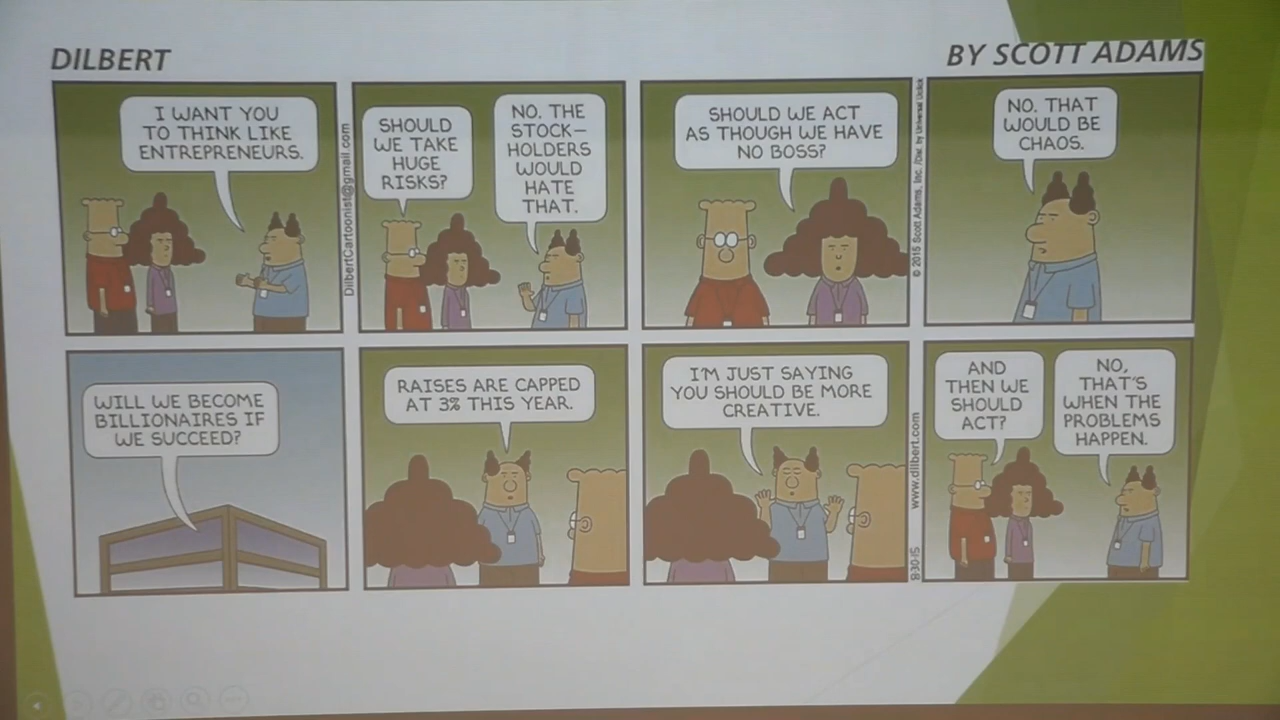 DILBERT
BY SCOTT ADAMS
I WANT YOU
TO THINK LIKE
ENTREPRENEURS.
DilbertCartoonist@gmail.com
SHOULD
WE TAKE
HUGE
RISKS?
NO. THE
STOCK–
HOLDERS
WOULD
HATE
THAT.
SHOULD WE ACT
AS THOUGH WE HAVE
NO BOSS?
© 2015 Scott Adams, Inc. /Dist. by Universal Uclick
NO. THAT
WOULD BE
CHAOS.
WILL WE BECOME
BILLIONAIRES IF
WE SUCCEED?
RAISES ARE CAPPED
AT 3% THIS YEAR.
I'M JUST SAYING
YOU SHOULD BE MORE
CREATIVE.
8-30-15 www.dilbert.com
AND
THEN WE
SHOULD
ACT?
NO,
THAT'S
WHEN THE
PROBLEMS
HAPPEN.